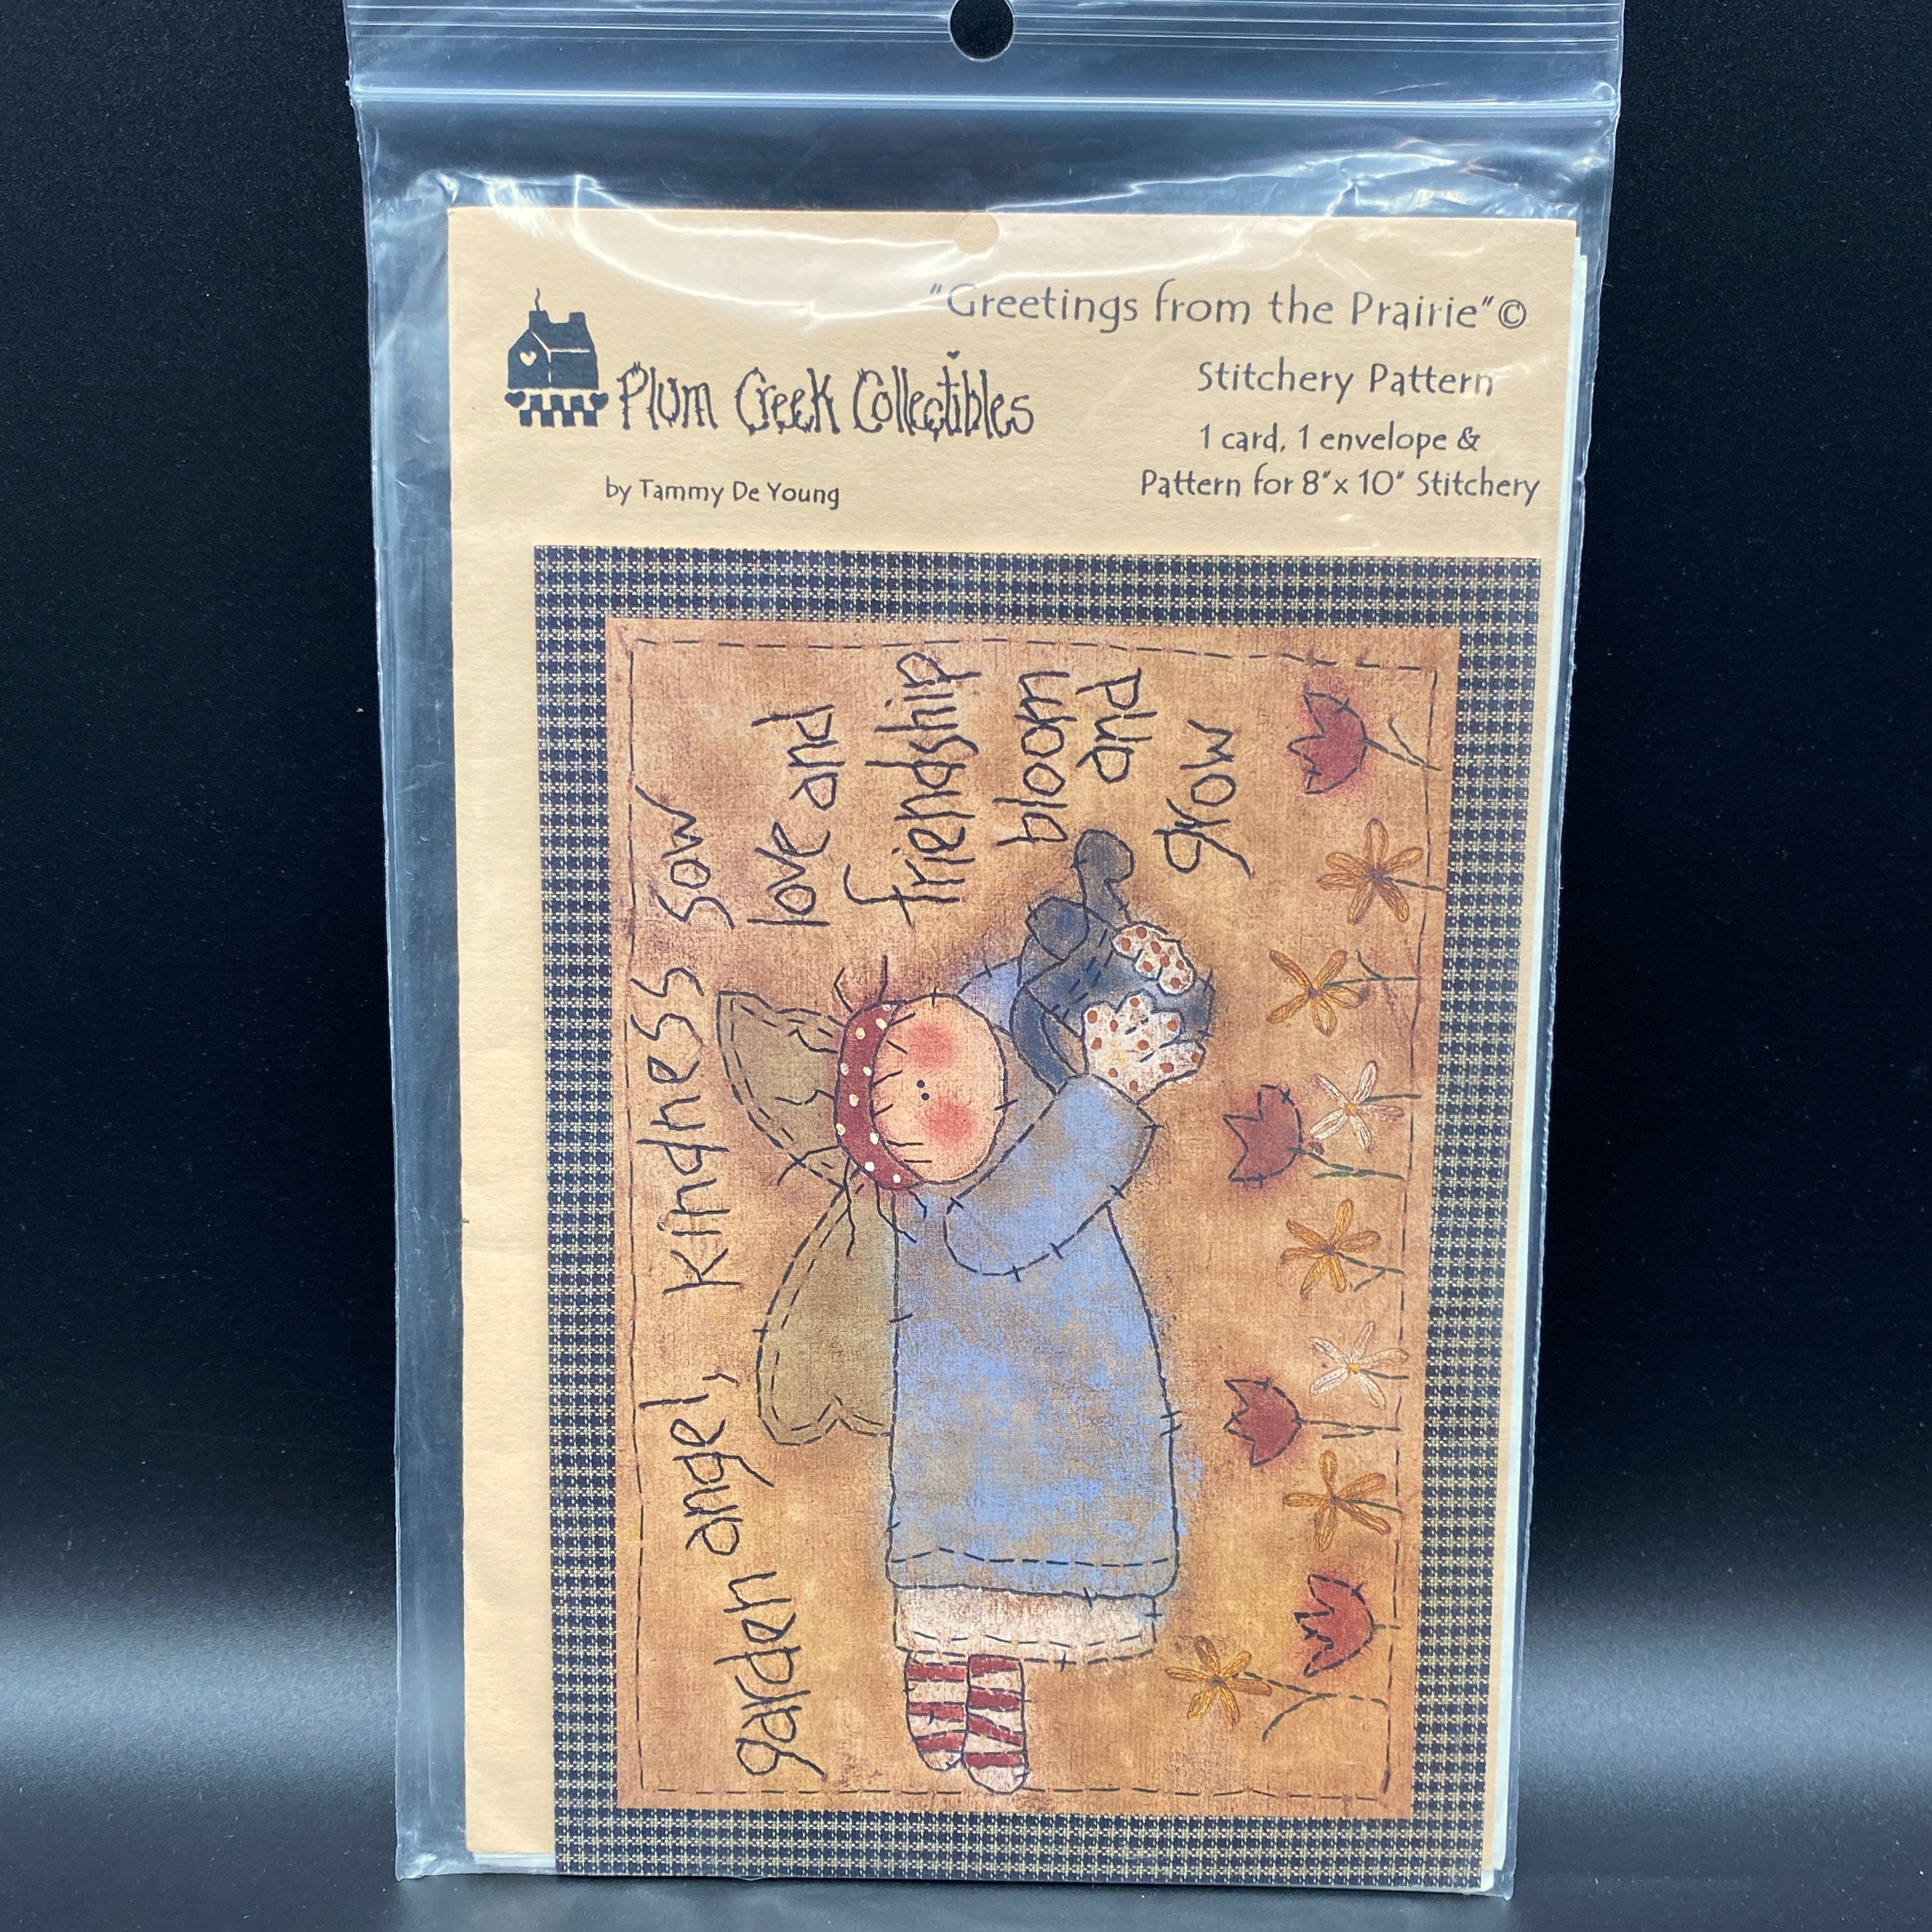 "Greetings from the Prairie"©
Plum Creek Collectibles
by Tammy De Young
Stitchery Pattern
1 card, 1 envelope &
Pattern for 8"x 10" Stitchery
garden angel, kindness sow
love and
friendship
bloom
and
grow